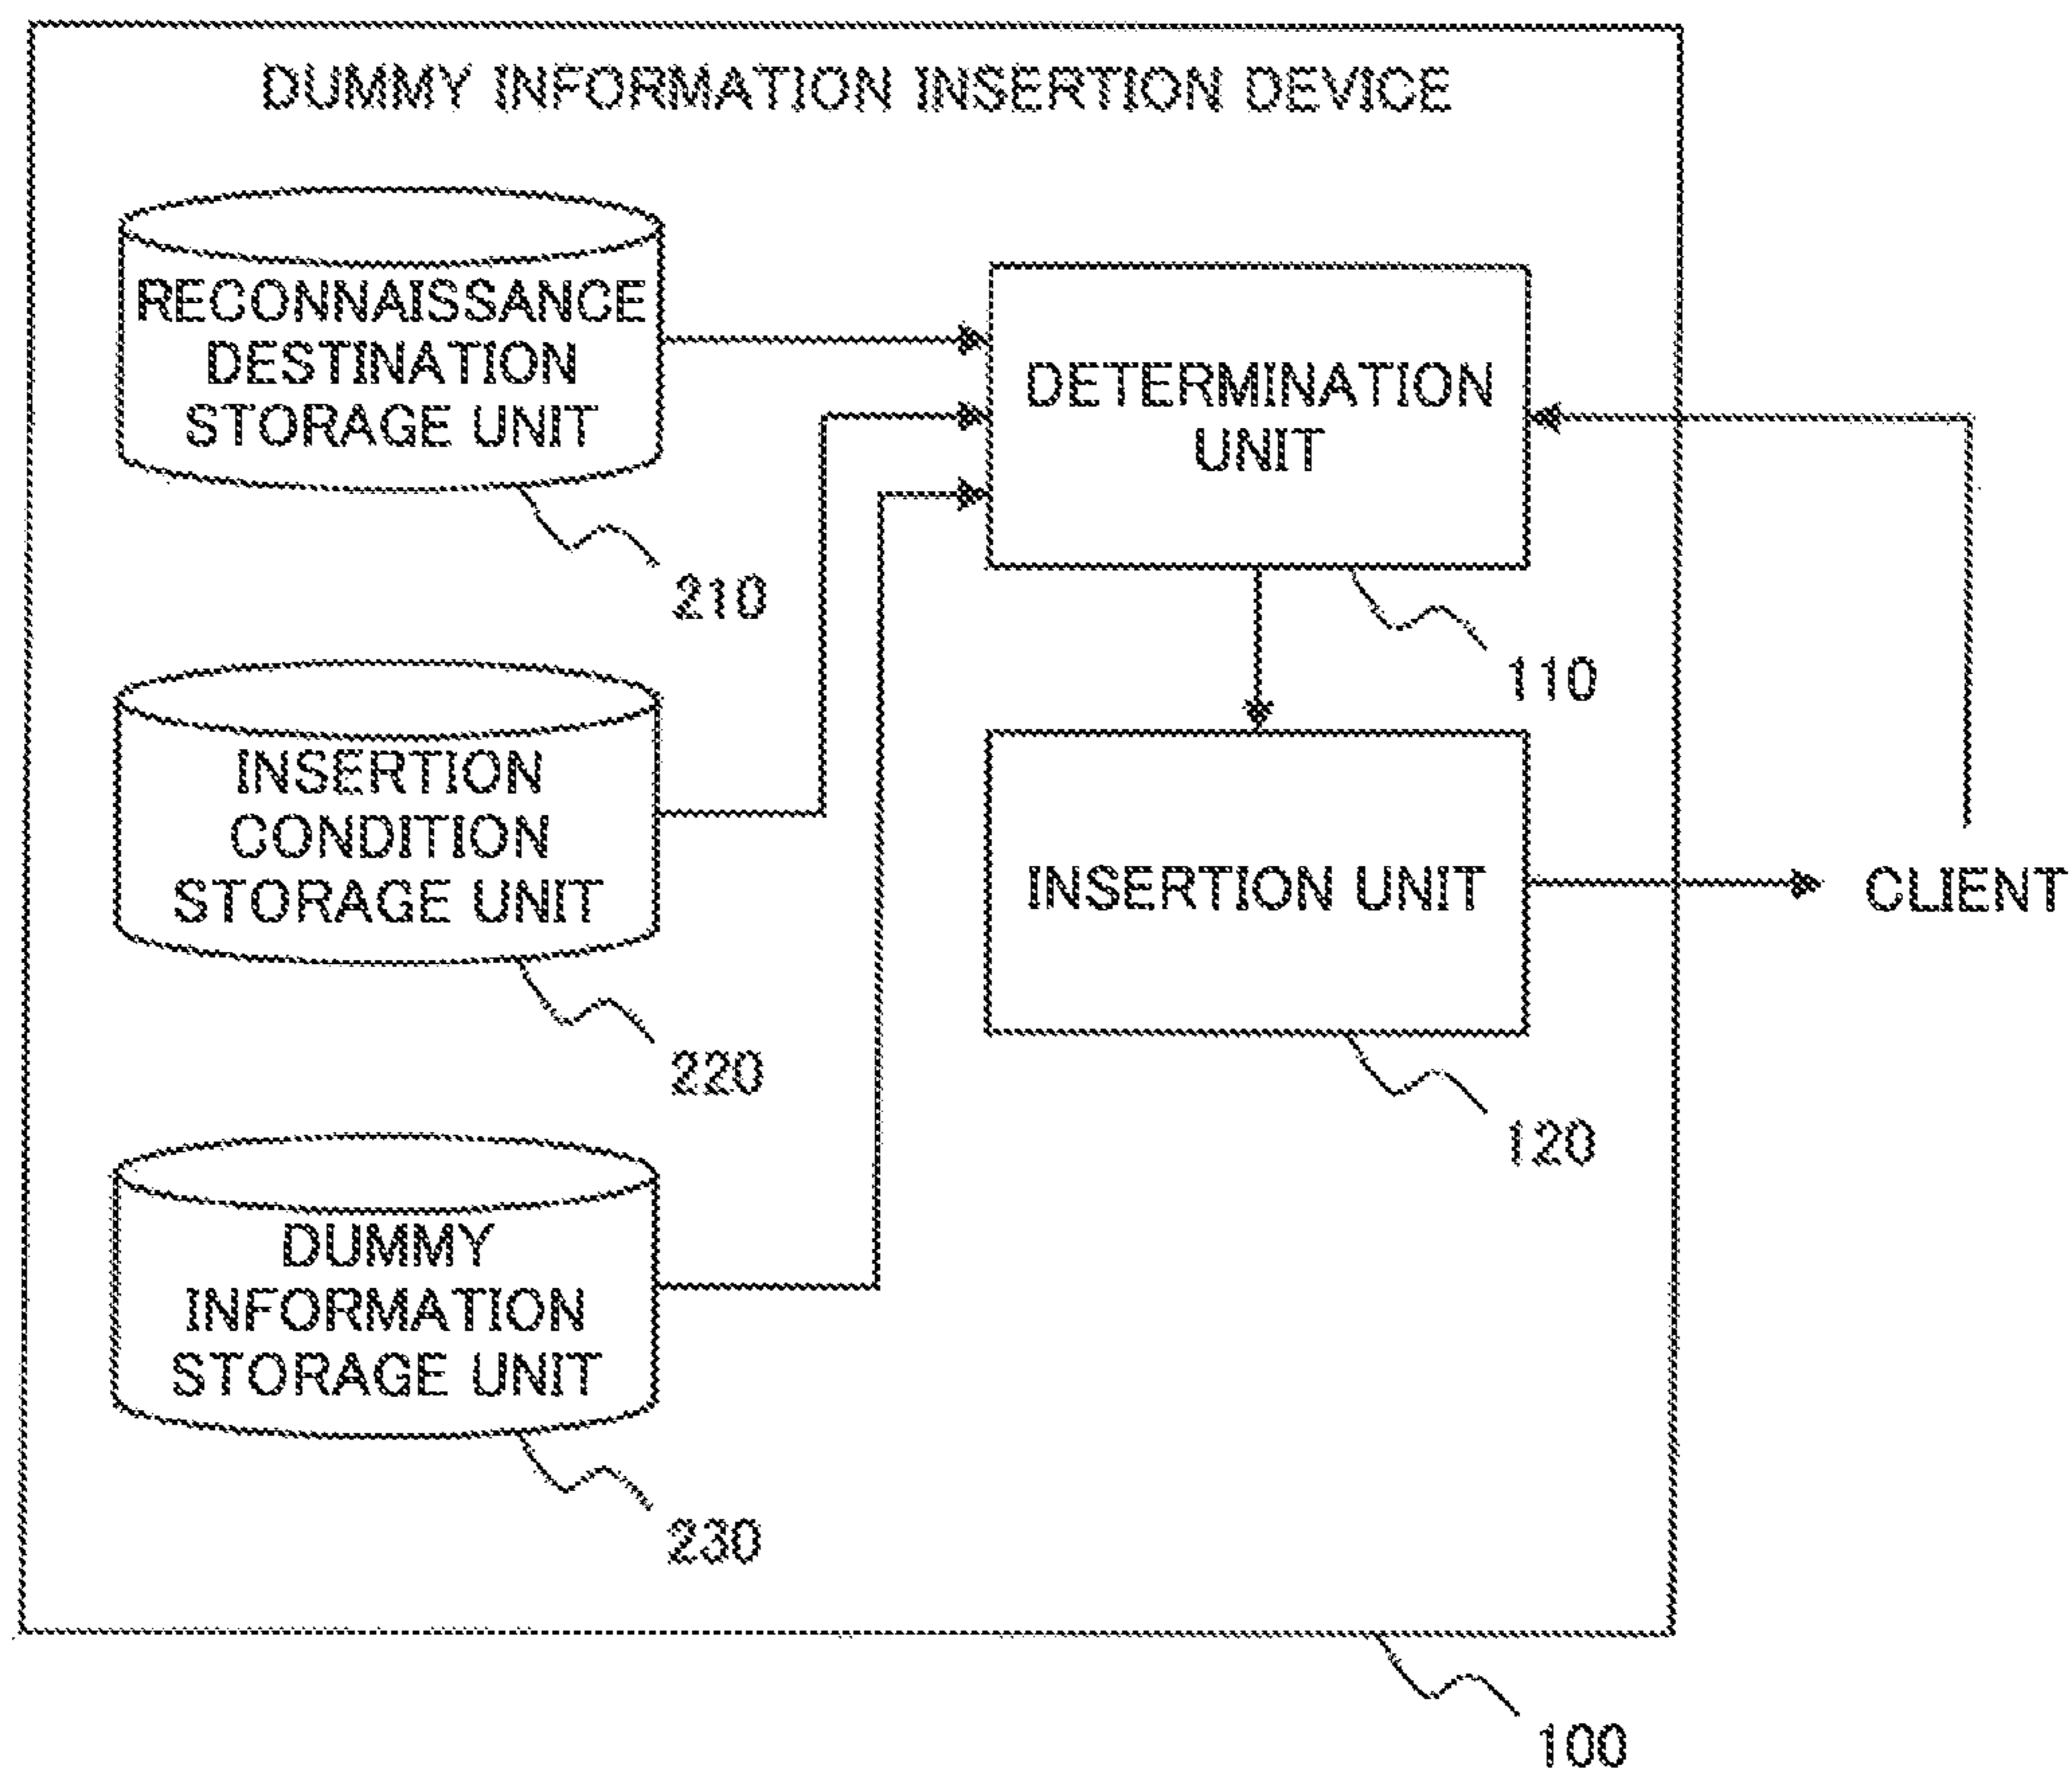 DUMMY INFORMATION INSERTION DEVICE
RECONNAISSANCE
DESTINATION
STORAGE UNIT
210
DETERMINATION
UNIT
110
INSERTION
CONDITION
STORAGE UNIT
220
INSERTION UNIT
120
CLIENT
DUMMY
INFORMATION
STORAGE UNIT
230
100